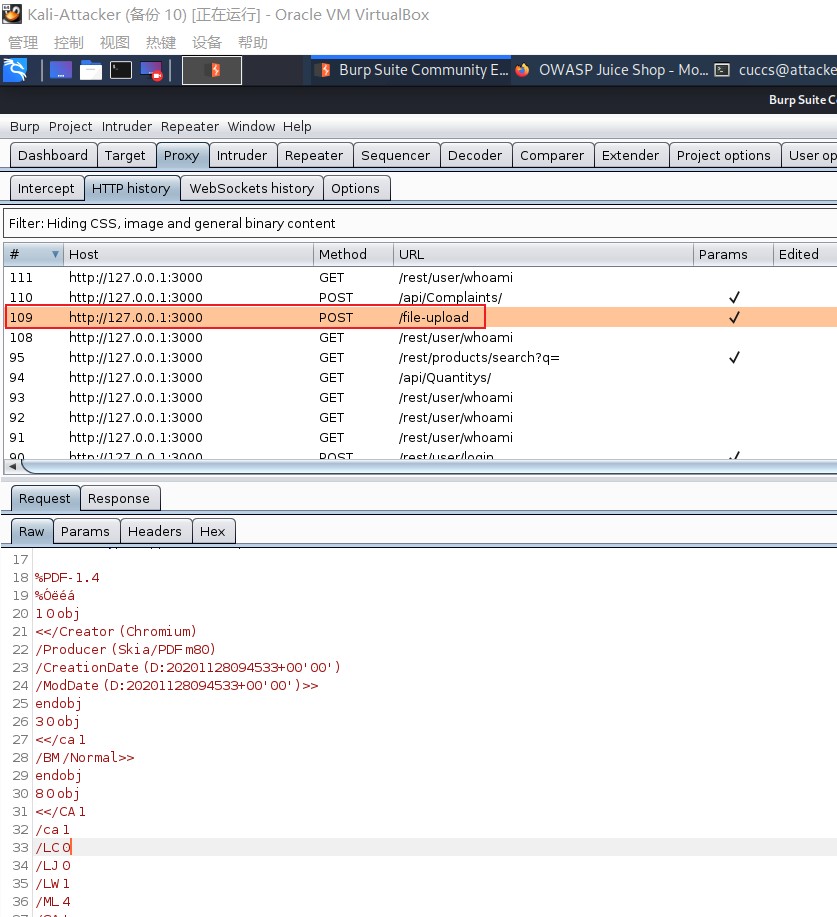 Kali-Attacker (备份 10) [正在运行] - Oracle VM VirtualBox
管理 控制 视图 热键 设备 帮助
Burp Suite Community E... OWASP Juice Shop - Mo... cuccs@attacke
Burp Suite C
Burp Project Intruder Repeater Window Help
Dashboard Target Proxy Intruder Repeater Sequencer Decoder Comparer Extender Project options User op
Intercept HTTP history WebSockets history Options
Filter: Hiding CSS, image and general binary content
# Host Method URL Params Edited
111 http://127.0.0.1:3000 GET /rest/user/whoami
110 http://127.0.0.1:3000 POST /api/Complaints/ ✓
109 http://127.0.0.1:3000 POST /file-upload ✓
108 http://127.0.0.1:3000 GET /rest/user/whoami
95 http://127.0.0.1:3000 GET /rest/products/search?q= ✓
94 http://127.0.0.1:3000 GET /api/Quantitys/
93 http://127.0.0.1:3000 GET /rest/user/whoami
92 http://127.0.0.1:3000 GET /rest/user/whoami
91 http://127.0.0.1:3000 GET /rest/user/whoami
90 http://127.0.0.1:3000 POST /rest/user/login ✓
Request Response
Raw Params Headers Hex
17
18 %PDF-1.4
19 %Óëéá
20 1 0 obj
21 <</Creator (Chromium)
22 /Producer (Skia/PDF m80)
23 /CreationDate (D:20201128094533+00'00')
24 /ModDate (D:20201128094533+00'00')>>
25 endobj
26 3 0 obj
27 <</ca 1
28 /BM /Normal>>
29 endobj
30 8 0 obj
31 <</CA 1
32 /ca 1
33 /LC 0
34 /LJ 0
35 /LW 1
36 /ML 4